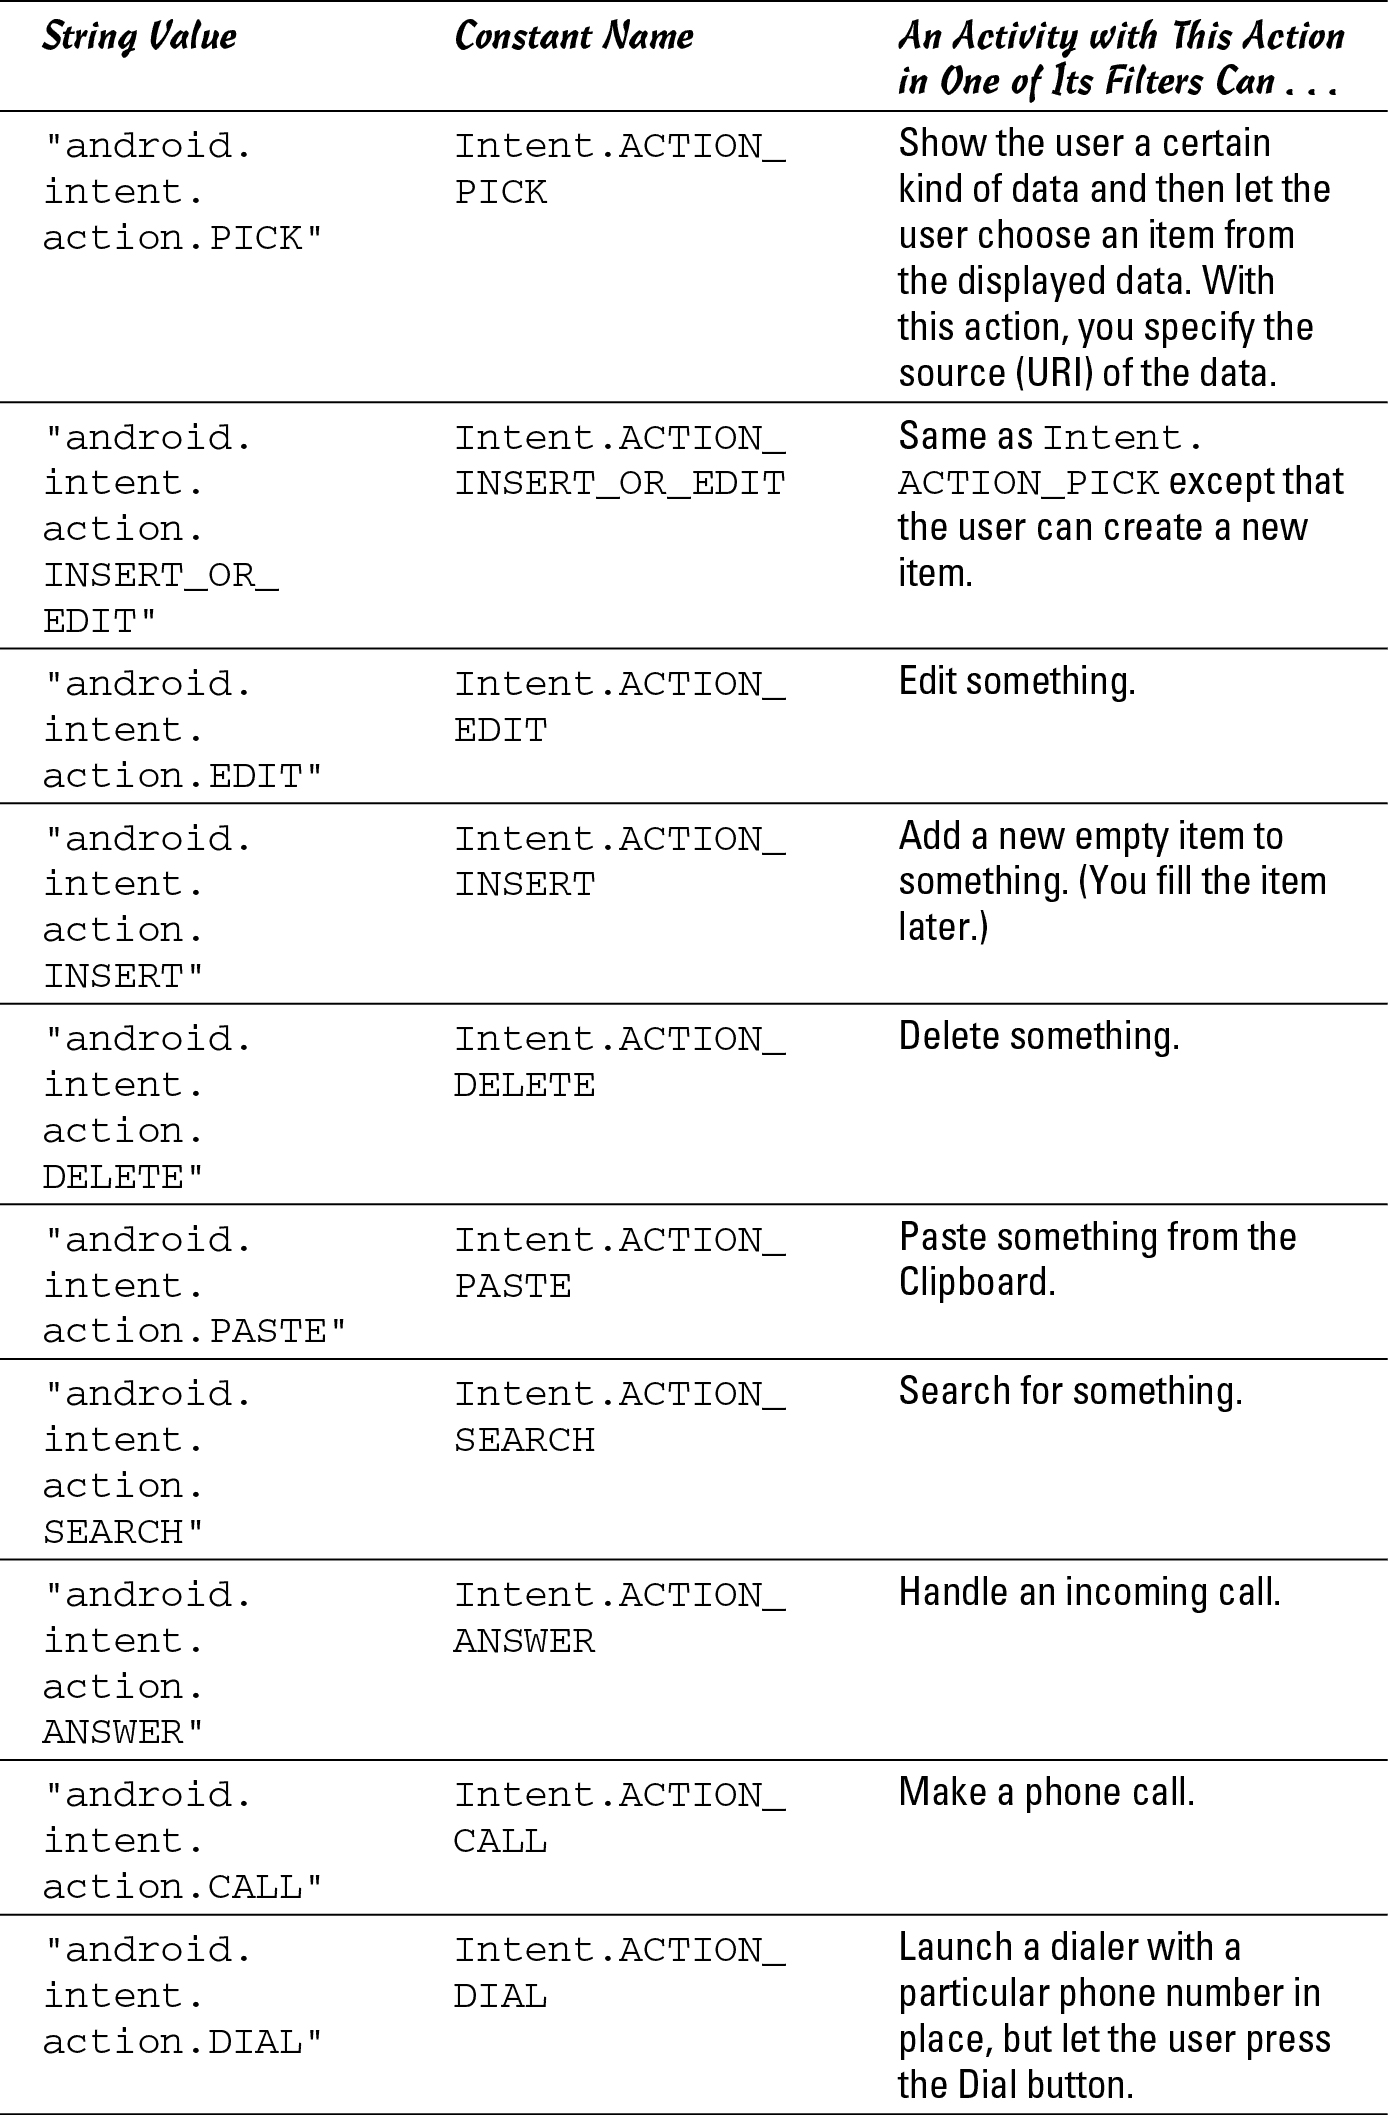 String Value Constant Name An Activity with This Action
in One of Its Filters Can . . .
"android. Intent.ACTION_ Show the user a certain
intent. PICK kind of data and then let the
action.PICK" user choose an item from
the displayed data. With
this action, you specify the
source (URI) of the data.
"android. Intent.ACTION_ Same as Intent.
intent. INSERT_OR_EDIT ACTION_PICK except that
action. the user can create a new
INSERT_OR_ item.
EDIT"
"android. Intent.ACTION_ Edit something.
intent. EDIT
action.EDIT"
"android. Intent.ACTION_ Add a new empty item to
intent. INSERT something. (You fill the item
action. later.)
INSERT"
"android. Intent.ACTION_ Delete something.
intent. DELETE
action.
DELETE"
"android. Intent.ACTION_ Paste something from the
intent. PASTE Clipboard.
action.PASTE"
"android. Intent.ACTION_ Search for something.
intent. SEARCH
action.
SEARCH"
"android. Intent.ACTION_ Handle an incoming call.
intent. ANSWER
action.
ANSWER"
"android. Intent.ACTION_ Make a phone call.
intent. CALL
action.CALL"
"android. Intent.ACTION_ Launch a dialer with a
intent. DIAL particular phone number in
action.DIAL" place, but let the user press
the Dial button.